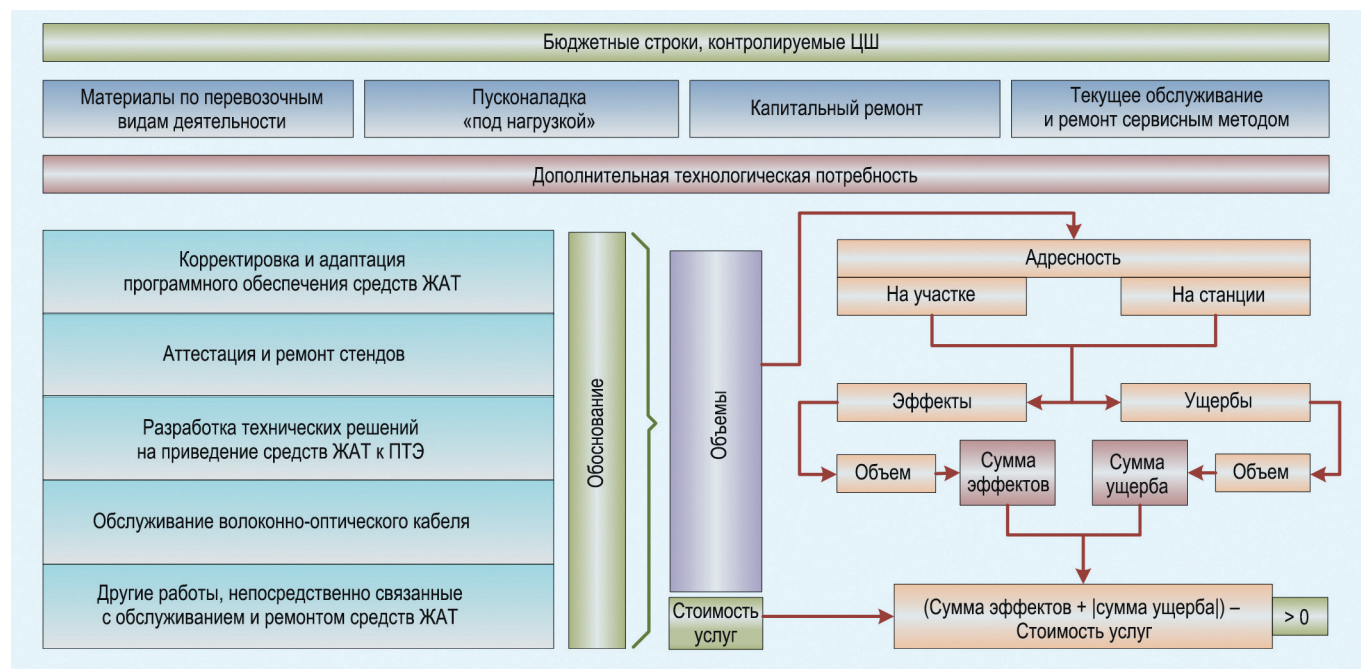 Бюджетные строки, контролируемые ЦШ
Материалы по перевозочным
видам деятельности
Пусконаладка
«под нагрузкой»
Капитальный ремонт
Текущее обслуживание
и ремонт сервисным методом
Дополнительная технологическая потребность
Корректировка и адаптация
программного обеспечения средств ЖАТ
Аттестация и ремонт стендов
Разработка технических решений
на приведение средств ЖАТ к ПТЭ
Обслуживание волоконно-оптического кабеля
Другие работы, непосредственно связанные
с обслуживанием и ремонтом средств ЖАТ
Обоснование
Объемы
Стоимость
услуг
Адресность
На участке
На станции
Эффекты
Ущербы
Объем
Сумма
эффектов
Сумма
ущерба
Объем
(Сумма эффектов + |сумма ущерба|) –
Стоимость услуг
> 0